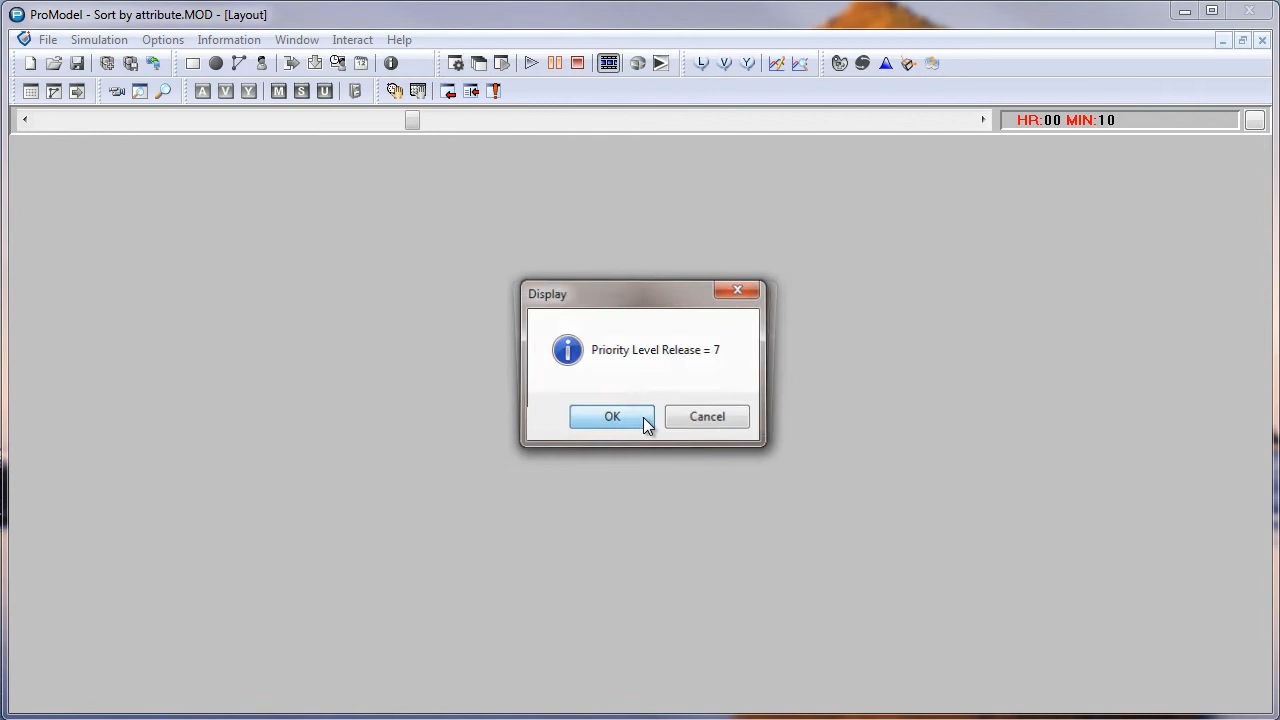 ProModel - Sort by attribute.MOD - [Layout]
File Simulation Options Information Window Interact Help
L V Y
A V Y M S U
HR:00 MIN:10
Display
Priority Level Release = 7
OK Cancel